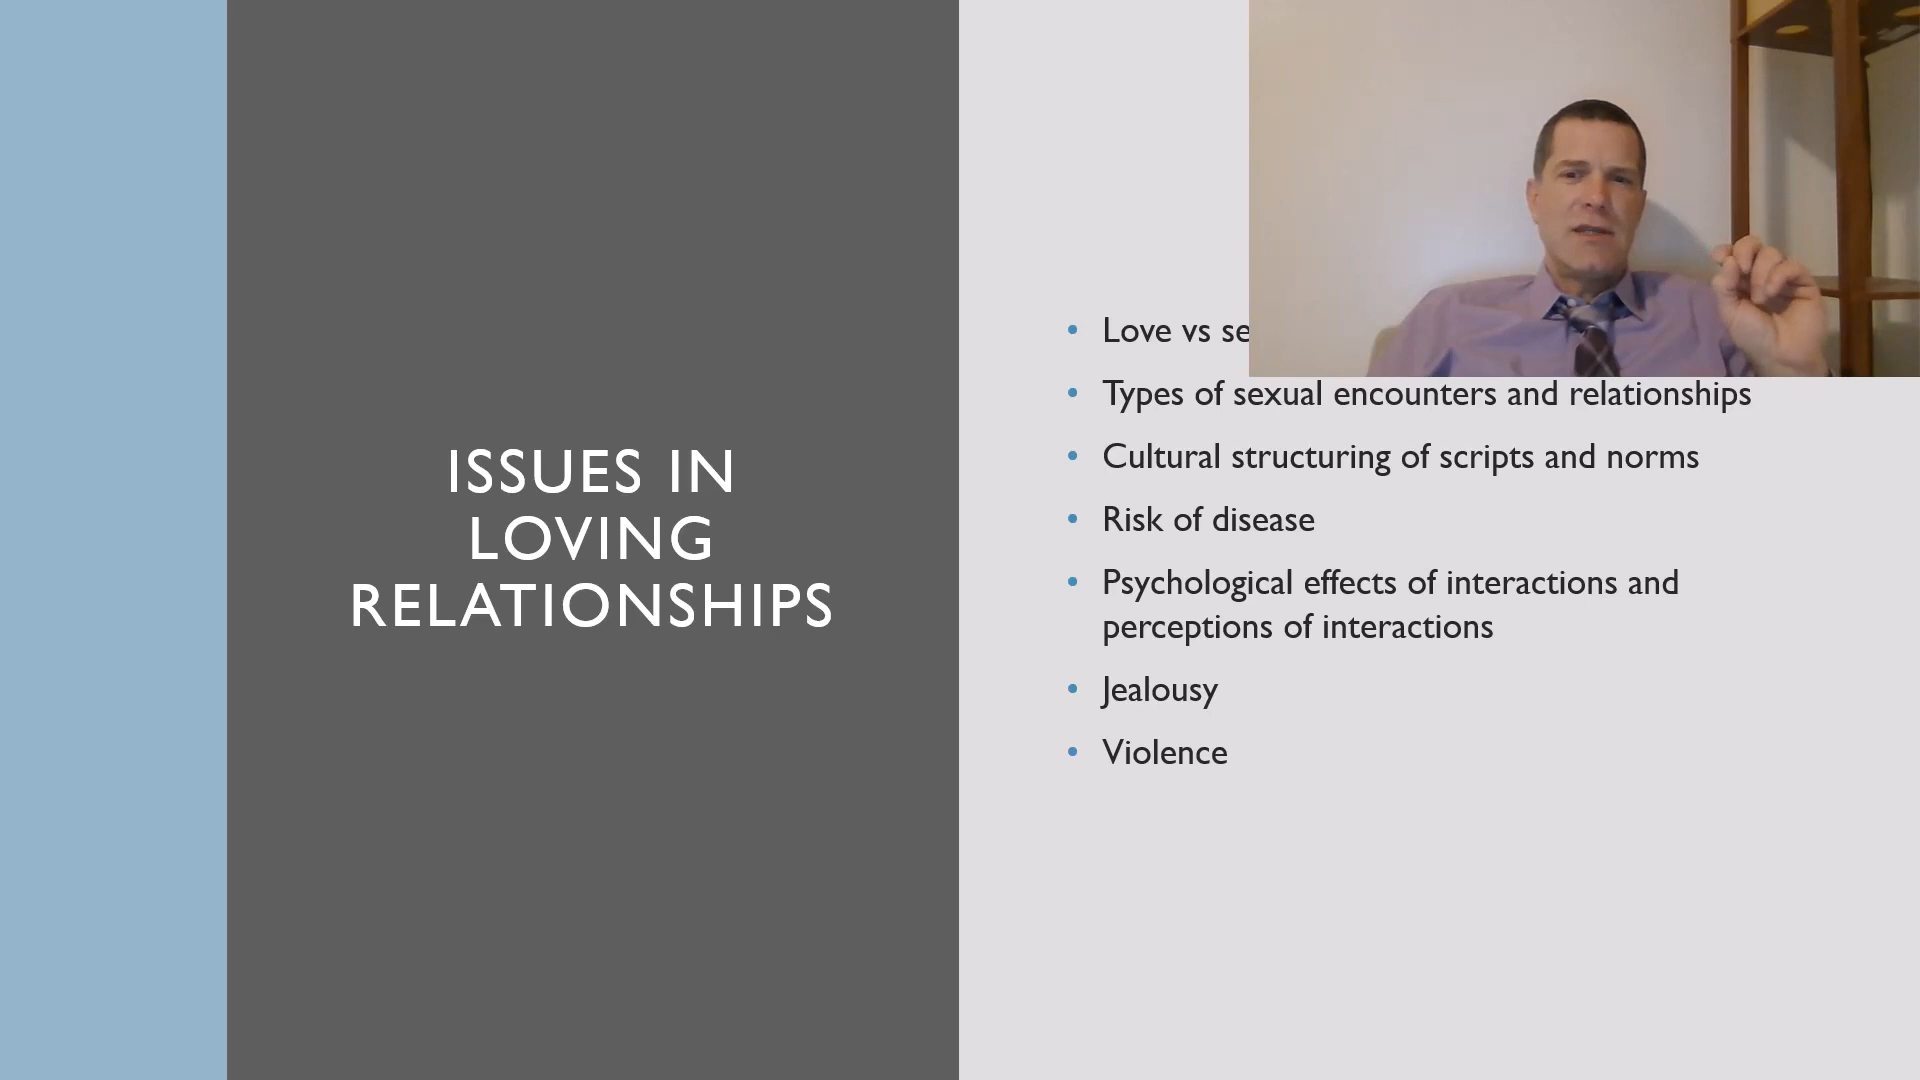 ISSUES IN
LOVING
RELATIONSHIPS
• Love vs
• Types of sexual encounters and relationships
• Cultural structuring of scripts and norms
• Risk of disease
• Psychological effects of interactions and
perceptions of interactions
• Jealousy
• Violence